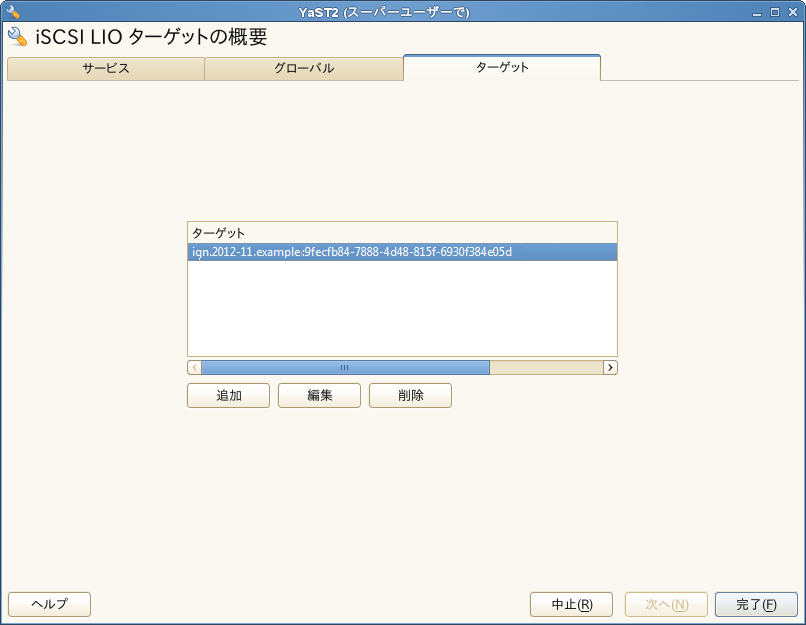 YaST2 (スーパーユーザーで)
iSCSI LIO ターゲットの概要
サービス グローバル ターゲット
ターゲット
iqn.2012-11.example:9fecfb84-7888-4d48-815f-6930f384e05d
追加 編集 削除
ヘルプ 中止(R) 次へ(N) 完了(F)